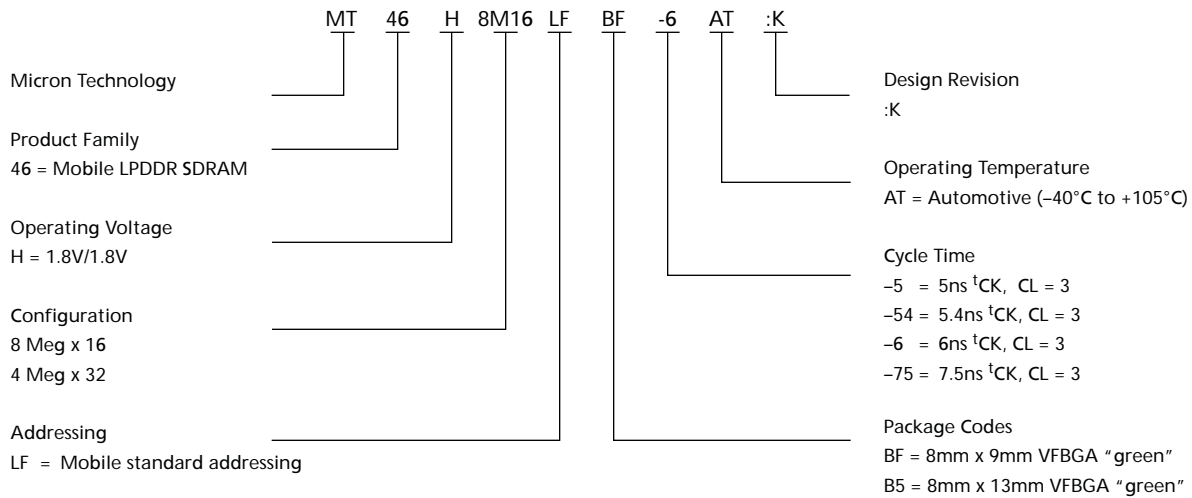 MT 46 H 8M16 LF BF -6 AT :K
Micron Technology
Product Family
46 = Mobile LPDDR SDRAM
Operating Voltage
H = 1.8V/1.8V
Configuration
8 Meg x 16
4 Meg x 32
Addressing
LF = Mobile standard addressing
Design Revision
:K
Operating Temperature
AT = Automotive (–40°C to +105°C)
Cycle Time
–5 = 5ns ᵗCK, CL = 3
–54 = 5.4ns ᵗCK, CL = 3
–6 = 6ns ᵗCK, CL = 3
–75 = 7.5ns ᵗCK, CL = 3
Package Codes
BF = 8mm x 9mm VFBGA “green”
B5 = 8mm x 13mm VFBGA “green”